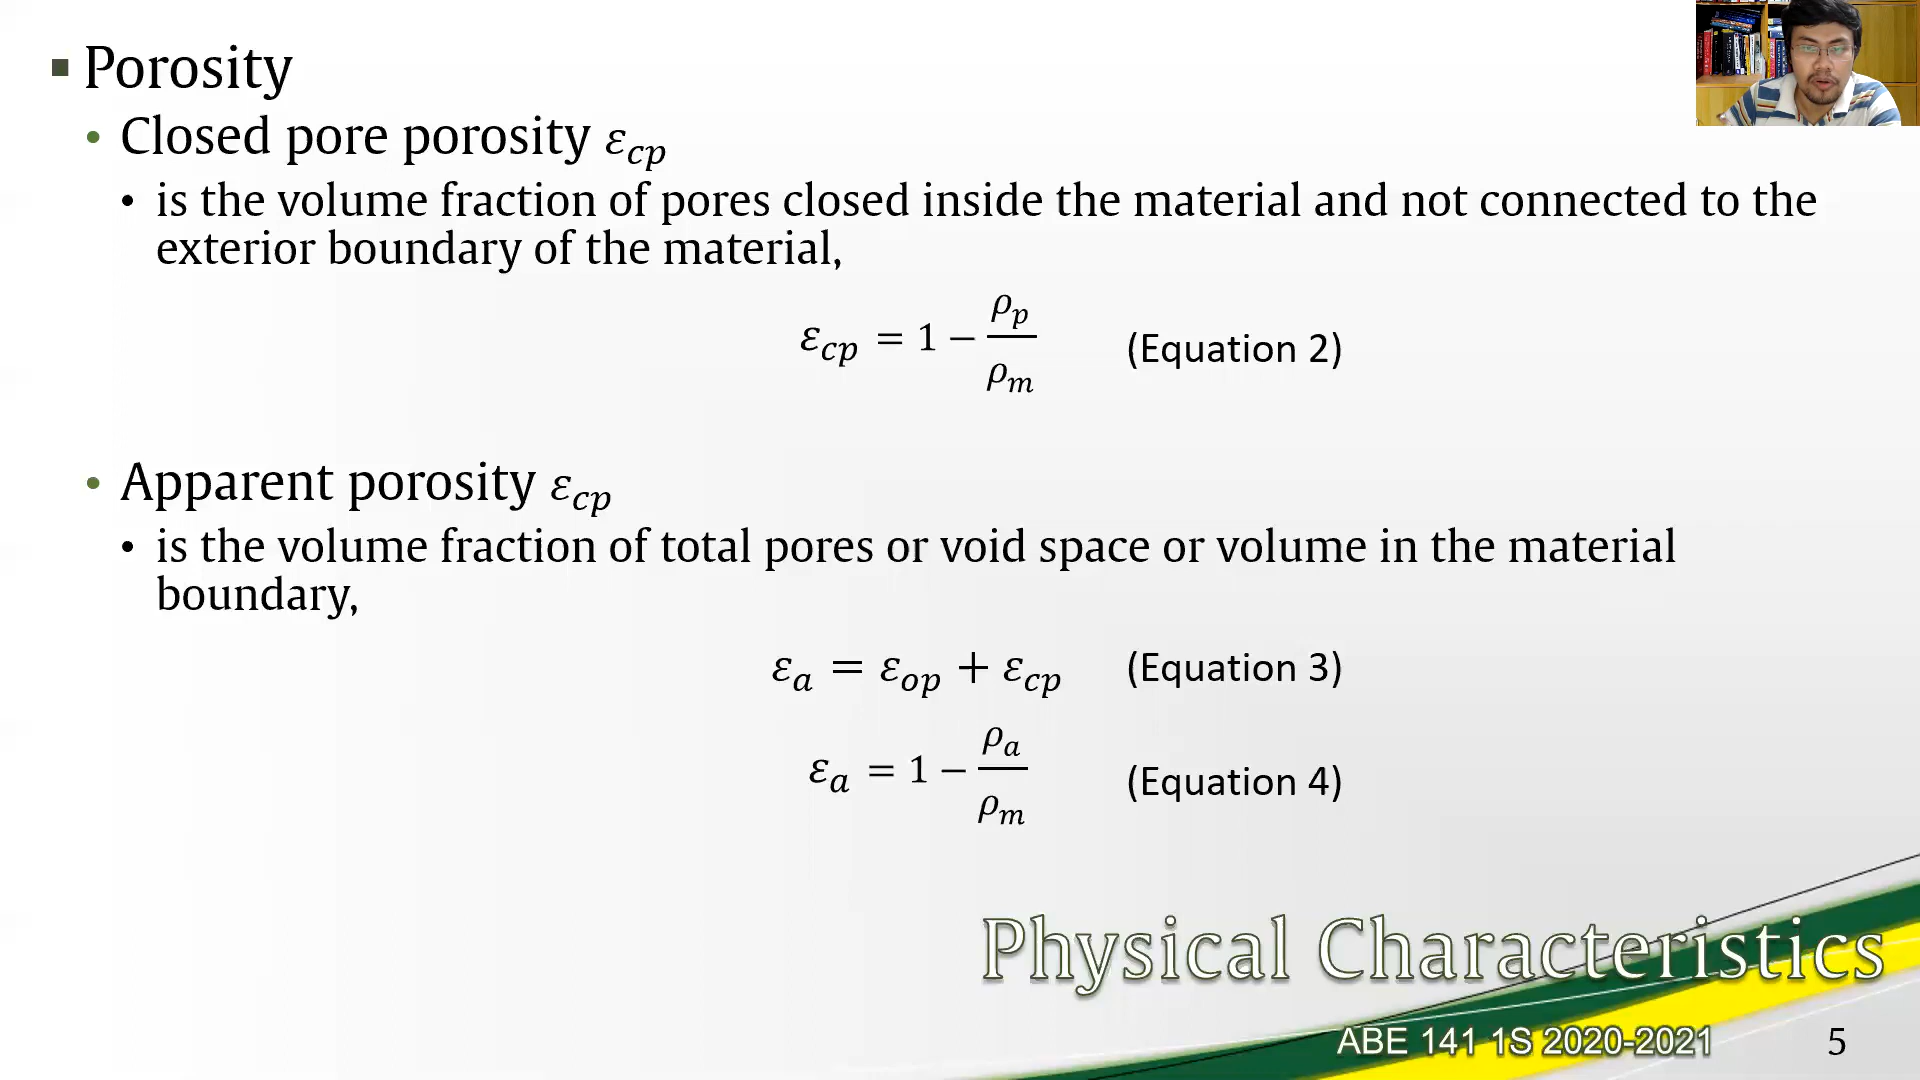 ▪ Porosity
• Closed pore porosity 𝜀𝑐𝑝
• is the volume fraction of pores closed inside the material and not connected to the
exterior boundary of the material,
𝜀𝑐𝑝 = 1 − 𝜌𝑝/𝜌𝑚 (Equation 2)
• Apparent porosity 𝜀𝑐𝑝
• is the volume fraction of total pores or void space or volume in the material
boundary,
𝜀𝑎 = 𝜀𝑜𝑝 + 𝜀𝑐𝑝 (Equation 3)
𝜀𝑎 = 1 − 𝜌𝑎/𝜌𝑚 (Equation 4)
Physical Characteristics
ABE 141 1S 2020-2021
5